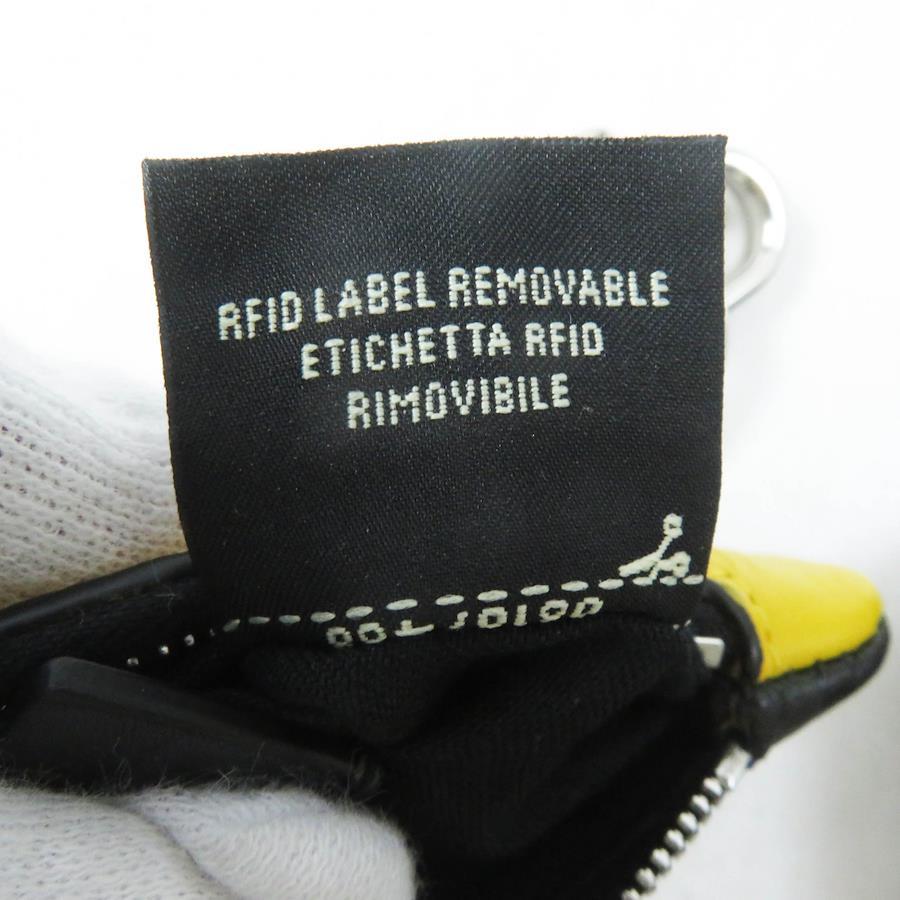 RFID LABEL REMOVABLE
ETICHETTA RFID
RIMOVIBILE